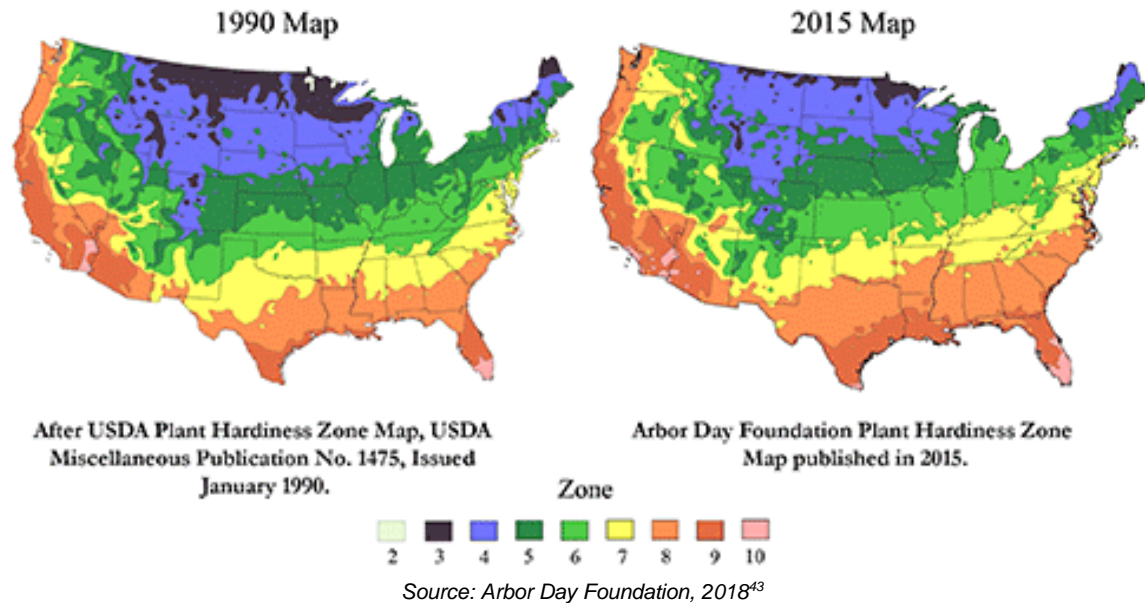 1990 Map
2015 Map
After USDA Plant Hardiness Zone Map, USDA
Miscellaneous Publication No. 1475, Issued
January 1990.
Arbor Day Foundation Plant Hardiness Zone
Map published in 2015.
Zone
2 3 4 5 6 7 8 9 10
Source: Arbor Day Foundation, 2018⁴³